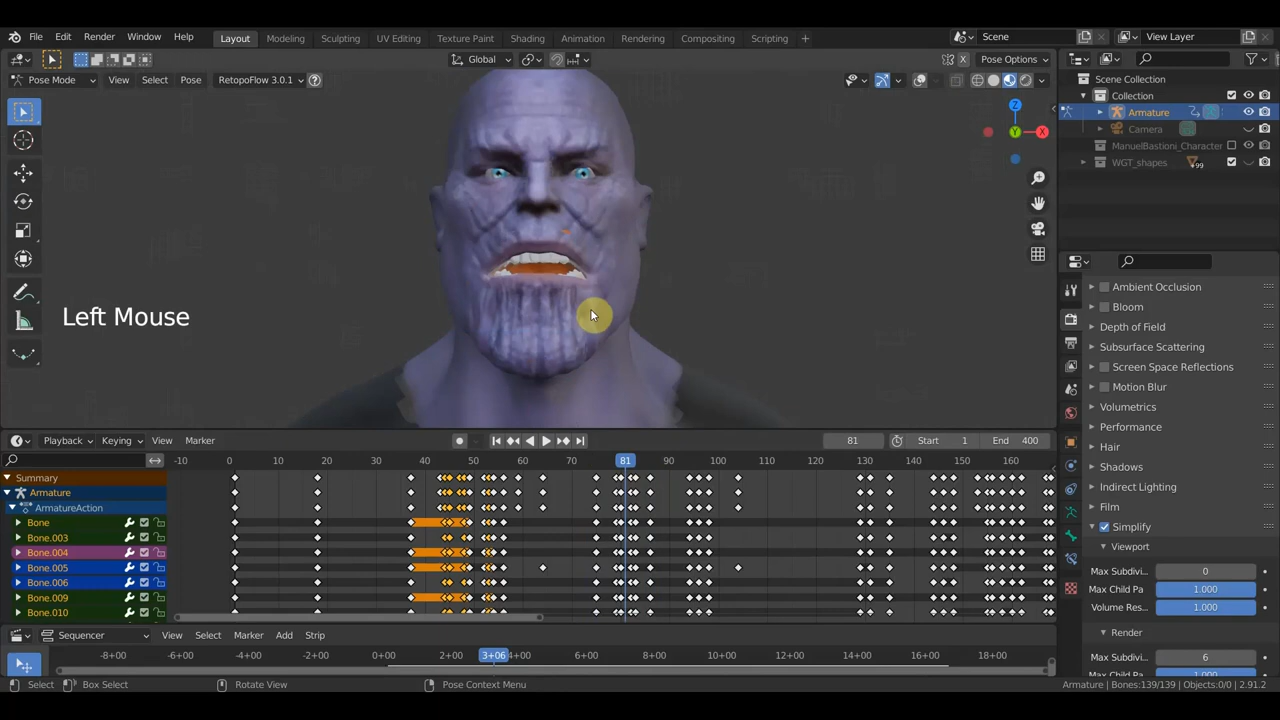 File Edit Render Window Help Layout Modeling Sculpting UV Editing Texture Paint Shading Animation Rendering Compositing Scripting + Scene View Layer
Global Pose Options
Pose Mode View Select Pose RetopoFlow 3.0.1
Scene Collection
Collection
Armature
Camera
ManuelBastioni_Character
WGT_shapes +99
Z
Y
X
Ambient Occlusion
Bloom
Depth of Field
Subsurface Scattering
Screen Space Reflections
Motion Blur
Volumetrics
Performance
Hair
Shadows
Indirect Lighting
Film
Simplify
Viewport
Max Subdivi 0
Max Child Pa 1.000
Volume Res... 1.000
Render
Max Subdivi 6
Max Child Pa 1.000
Left Mouse
Playback Keying View Marker 81 Start 1 End 400
-10 0 10 20 30 40 50 60 70 81 90 100 110 120 130 140 150 160
Summary
Armature
ArmatureAction
Bone
Bone.003
Bone.004
Bone.005
Bone.006
Bone.009
Bone.010
Sequencer View Select Marker Add Strip
-8+00 -6+00 -4+00 -2+00 0+00 2+00 3+06 4+00 6+00 8+00 10+00 12+00 14+00 16+00 18+00
Select Box Select Rotate View Pose Context Menu Armature | Bones:139/139 | Objects:0/0 | 2.91.2